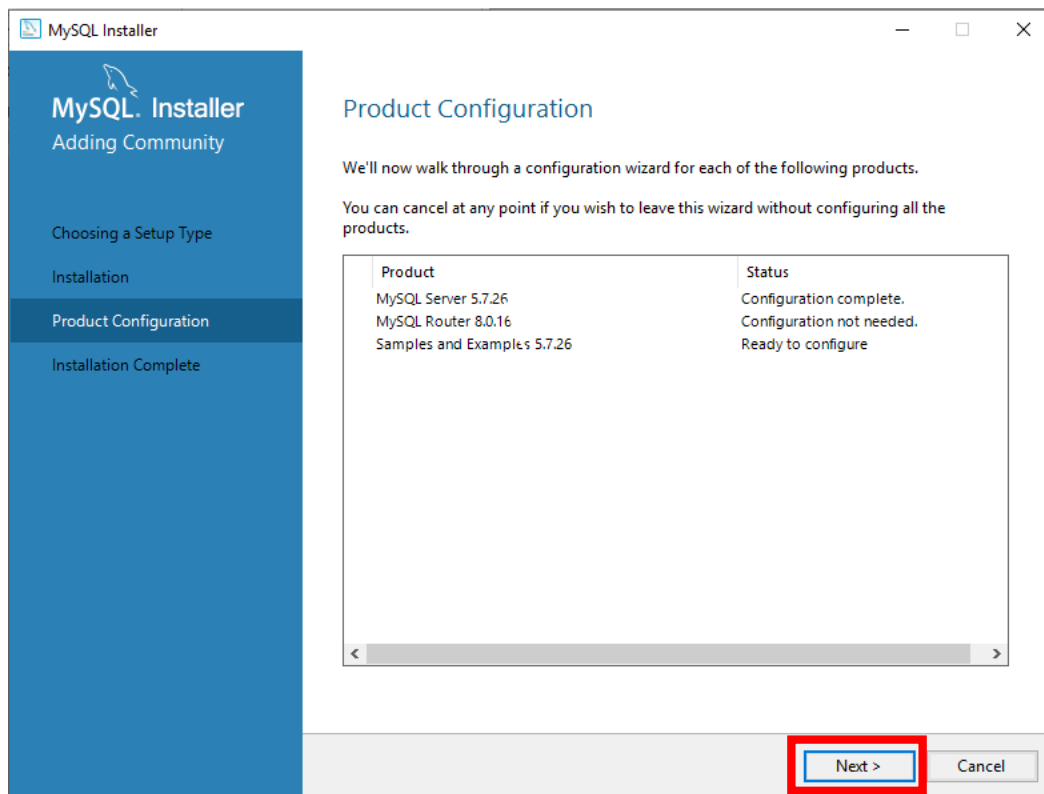 MySQL Installer
MySQL. Installer
Adding Community
Choosing a Setup Type
Installation
Product Configuration
Installation Complete
Product Configuration
We'll now walk through a configuration wizard for each of the following products.
You can cancel at any point if you wish to leave this wizard without configuring all the
products.
Product Status
MySQL Server 5.7.26 Configuration complete.
MySQL Router 8.0.16 Configuration not needed.
Samples and Examples 5.7.26 Ready to configure
Next > Cancel